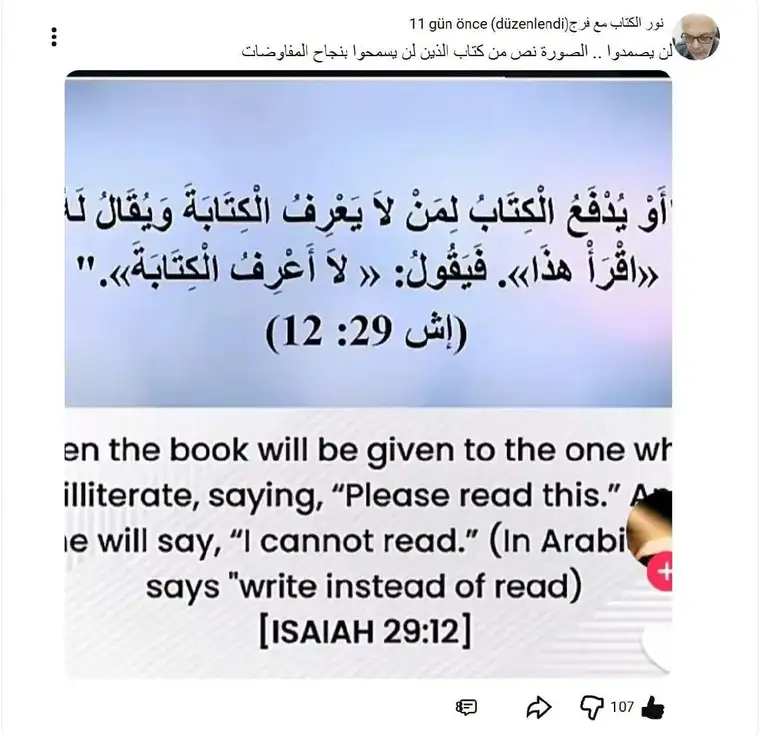 نور الكتاب مع فرج(düzenlendi) 11 gün önce
لن يصمدوا .. الصورة نص من كتاب الذين لن يسمحوا بنجاح المفاوضات
"أَوْ يُدْفَعُ الْكِتَابُ لِمَنْ لاَ يَعْرِفُ الْكِتَابَةَ وَيُقَالُ لَهُ
«اقْرَأْ هذَا». فَيَقُولُ: « لاَ أَعْرِفُ الْكِتَابَةَ»."
(إش 29: 12)
en the book will be given to the one wh
illiterate, saying, “Please read this.” An
he will say, “I cannot read.” (In Arabi
says "write instead of read)
[ISAIAH 29:12]
107